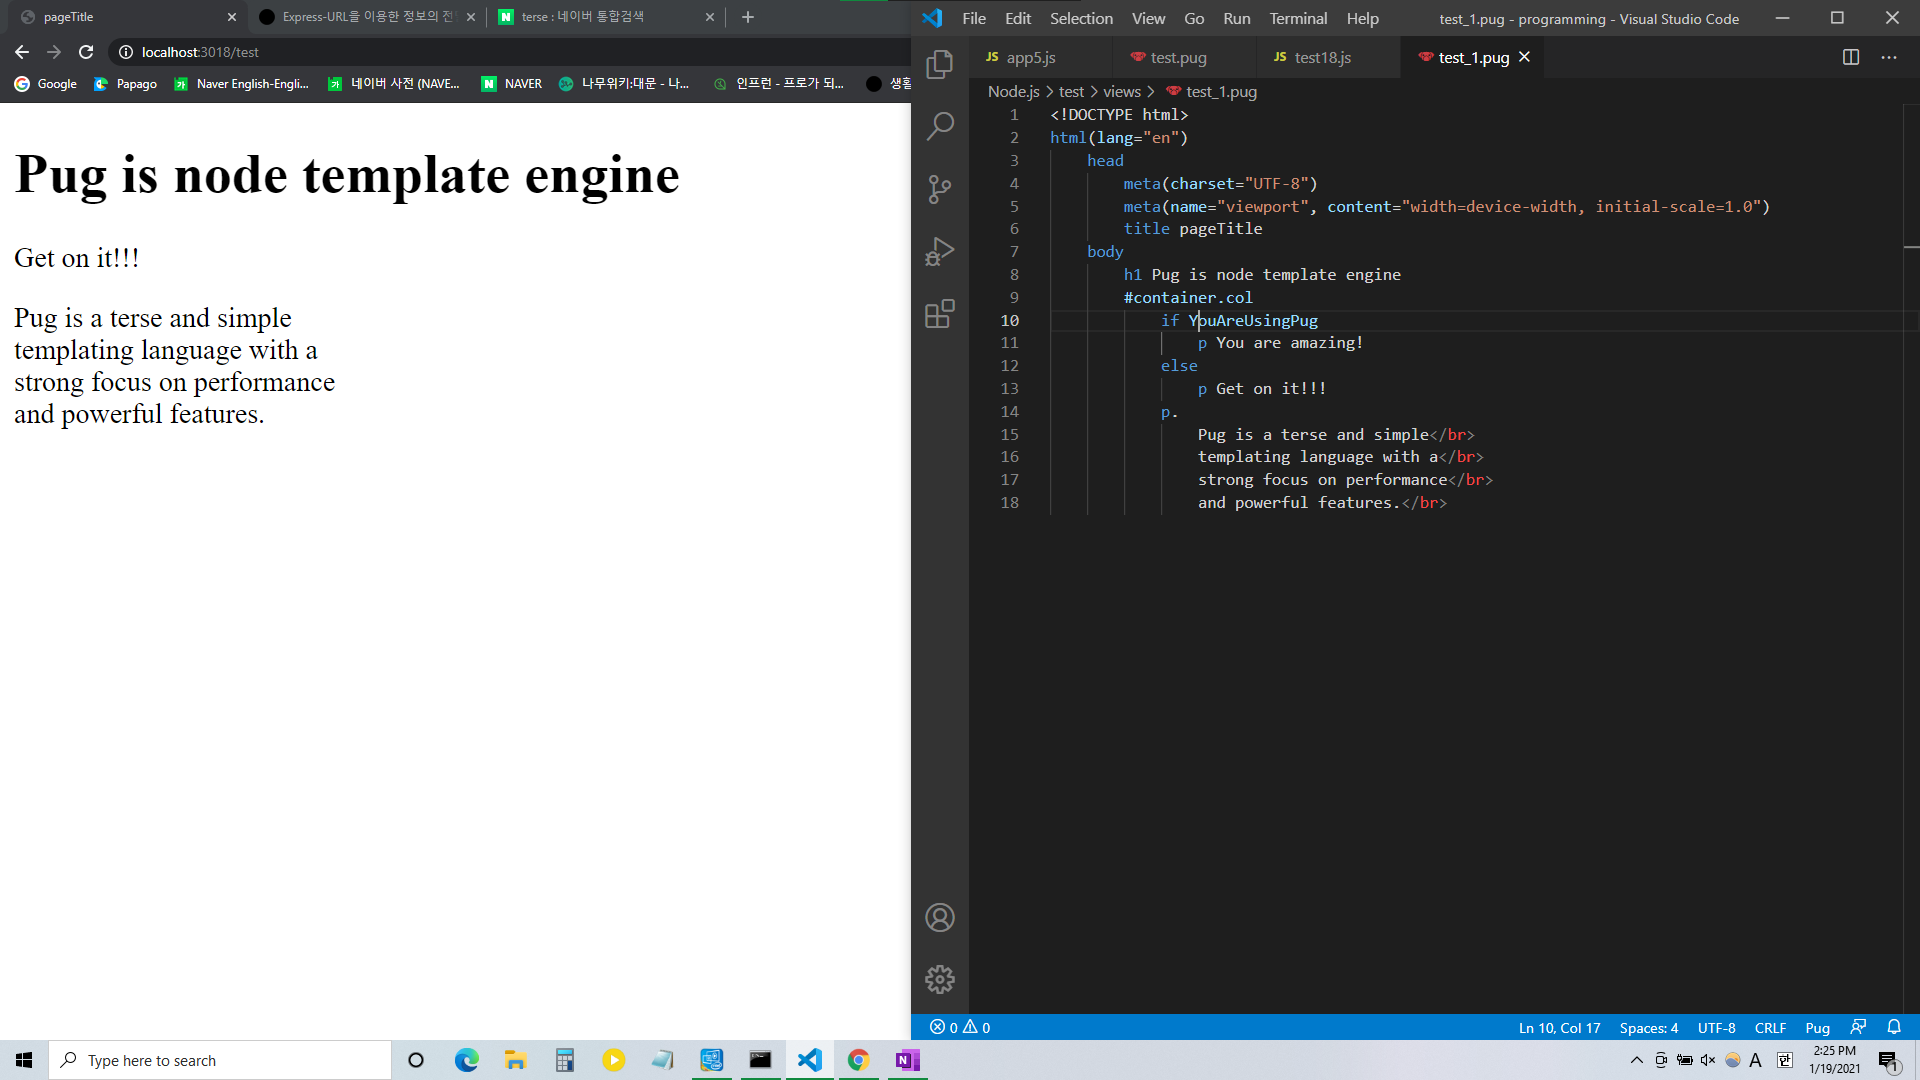 pageTitle
Express-URL을 이용한 정보의 전
terse : 네이버 통합검색
localhost:3018/test
Google
Papago
Naver English-Engli...
네이버 사전 (NAVE...
NAVER
나무위키:대문 - 나...
인프런 - 프로가 되...
생활
Pug is node template engine
Get on it!!!
Pug is a terse and simple
templating language with a
strong focus on performance
and powerful features.
File Edit Selection View Go Run Terminal Help
test_1.pug - programming - Visual Studio Code
JS app5.js
test.pug
JS test18.js
test_1.pug
Node.js > test > views > test_1.pug
1 <!DOCTYPE html>
2 html(lang="en")
3 head
4 meta(charset="UTF-8")
5 meta(name="viewport", content="width=device-width, initial-scale=1.0")
6 title pageTitle
7 body
8 h1 Pug is node template engine
9 #container.col
10 if YouAreUsingPug
11 p You are amazing!
12 else
13 p Get on it!!!
14 p.
15 Pug is a terse and simple</br>
16 templating language with a</br>
17 strong focus on performance</br>
18 and powerful features.</br>
0 0
Ln 10, Col 17
Spaces: 4
UTF-8
CRLF
Pug
Type here to search
A
한
2:25 PM
1/19/2021
1